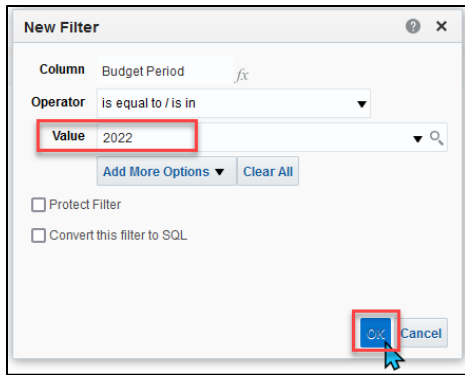 New Filter
Column Budget Period fx
Operator is equal to / is in
Value 2022
Add More Options Clear All
Protect Filter
Convert this filter to SQL
OK Cancel